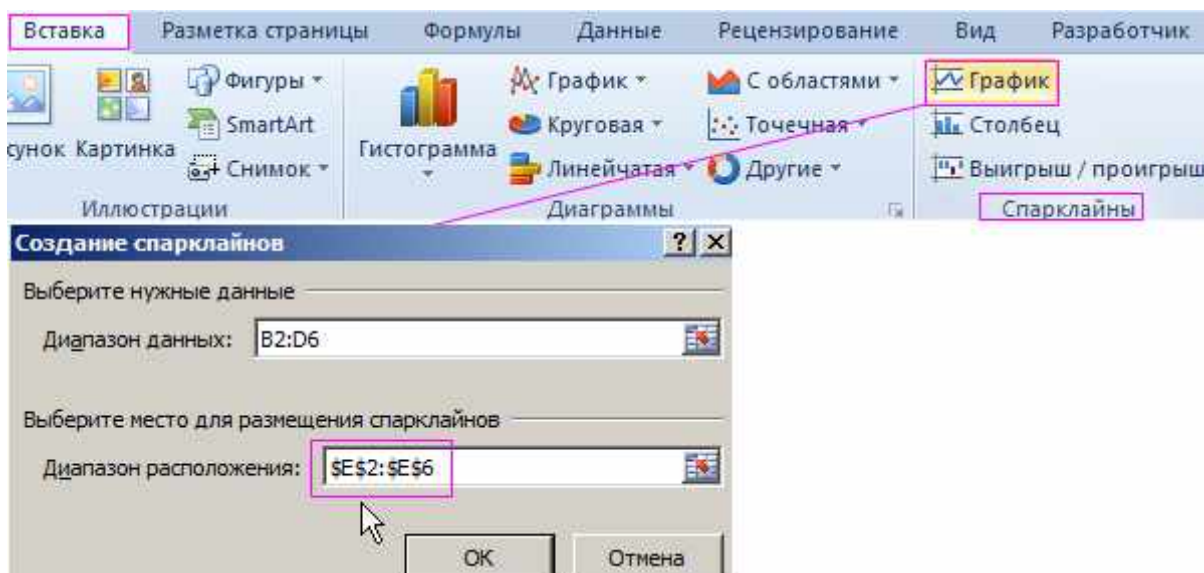 Вставка Разметка страницы Формулы Данные Рецензирование Вид Разработчик
Фигуры График С областями График
SmartArt Круговая Точечная Столбец
Картинка Снимок Гистограмма Линейчатая Другие Выигрыш / проигрыш
Иллюстрации Диаграммы Спарклайны
Создание спарклайнов ?
Выберите нужные данные
Диапазон данных: B2:D6
Выберите место для размещения спарклайнов
Диапазон расположения: $E$2:$E$6
ОК Отмена